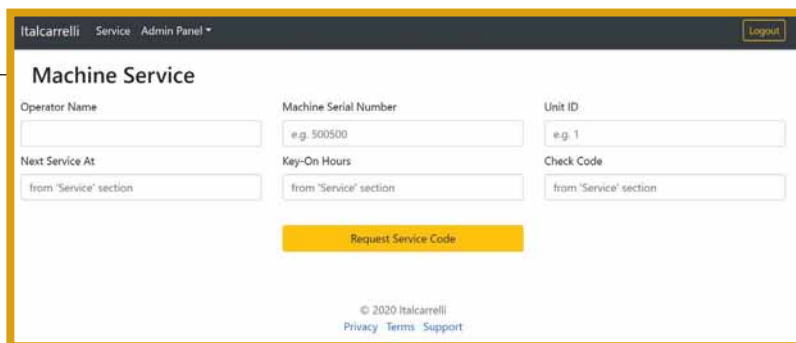 Italcarrelli Service Admin Panel Logout
Machine Service
Operator Name Machine Serial Number Unit ID
e.g. 500500 e.g. 1
Next Service At Key-On Hours Check Code
from 'Service' section from 'Service' section from 'Service' section
Request Service Code
© 2020 Italcarrelli
Privacy Terms Support